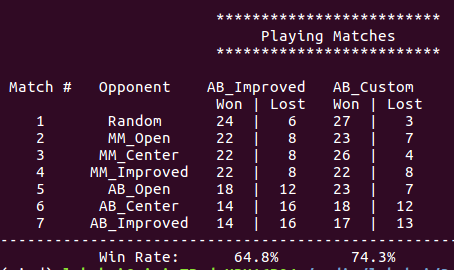 *************************
Playing Matches
*************************
Match # Opponent AB_Improved AB_Custom
Won | Lost Won | Lost
1 Random 24 | 6 27 | 3
2 MM_Open 22 | 8 23 | 7
3 MM_Center 22 | 8 26 | 4
4 MM_Improved 22 | 8 22 | 8
5 AB_Open 18 | 12 23 | 7
6 AB_Center 14 | 16 18 | 12
7 AB_Improved 14 | 16 17 | 13
--------------------------------------------------------------------------
Win Rate: 64.8% 74.3%